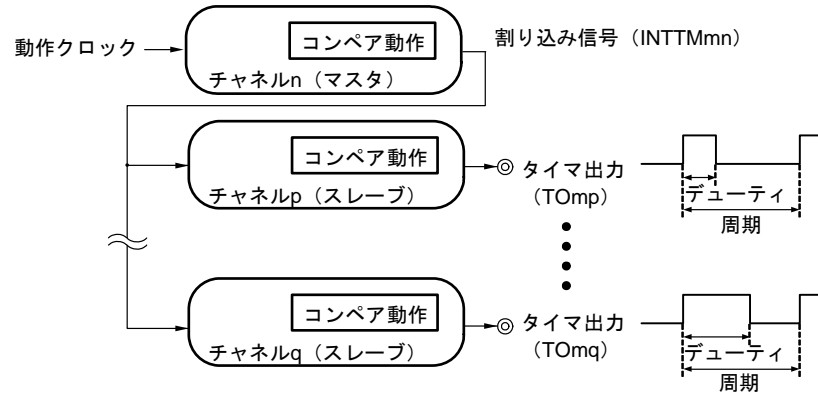 動作クロック
コンペア動作
チャネルn（マスタ）
割り込み信号（INTTMmn）
コンペア動作
チャネルp（スレーブ）
タイマ出力
（TOmp）
デューティ
周期
コンペア動作
チャネルq（スレーブ）
タイマ出力
（TOmq）
デューティ
周期